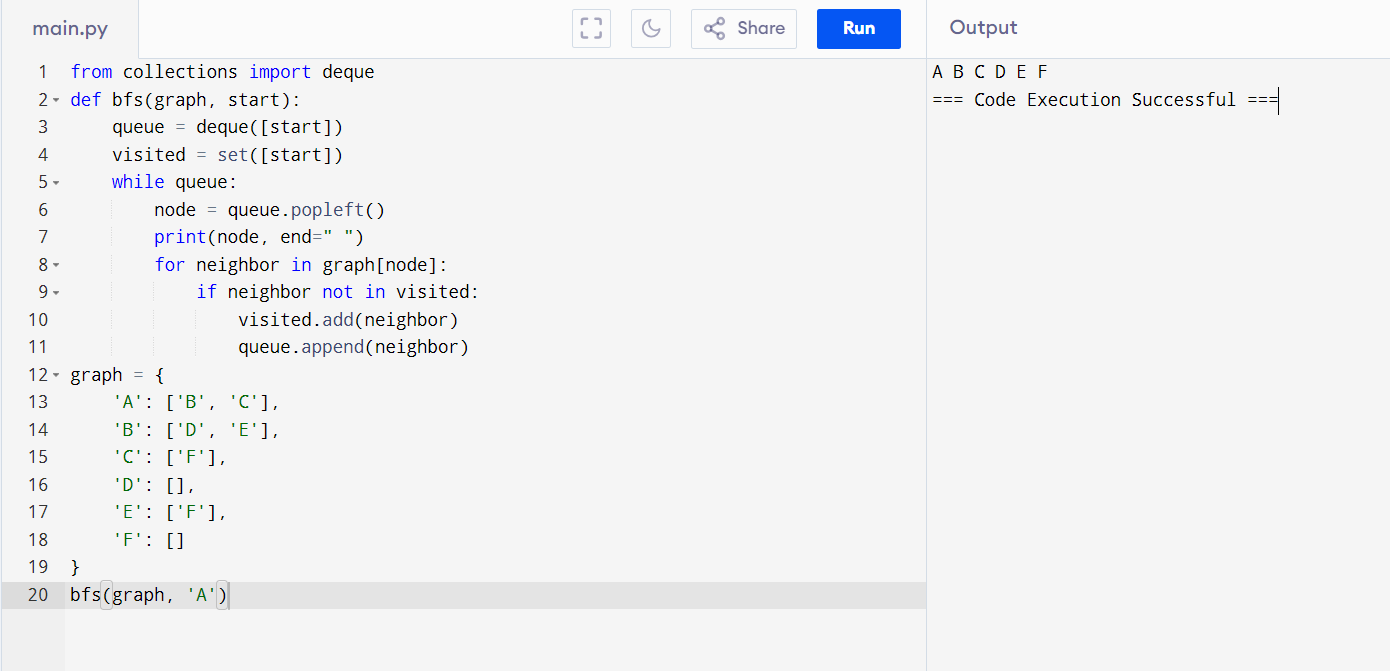 main.py
Share
Run
Output
1 from collections import deque
2 def bfs(graph, start):
3     queue = deque([start])
4     visited = set([start])
5     while queue:
6         node = queue.popleft()
7         print(node, end=" ")
8         for neighbor in graph[node]:
9             if neighbor not in visited:
10                 visited.add(neighbor)
11                 queue.append(neighbor)
12 graph = {
13     'A': ['B', 'C'],
14     'B': ['D', 'E'],
15     'C': ['F'],
16     'D': [],
17     'E': ['F'],
18     'F': []
19 }
20 bfs(graph, 'A')
A B C D E F
=== Code Execution Successful ===